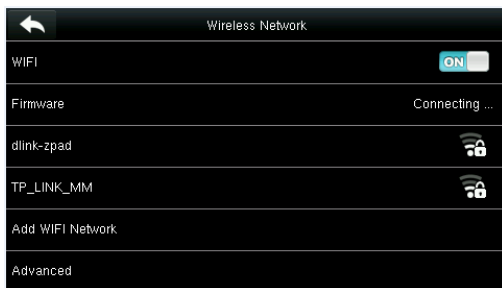 Wireless Network
WIFI ON
Firmware Connecting ...
dlink-zpad
TP_LINK_MM
Add WIFI Network
Advanced